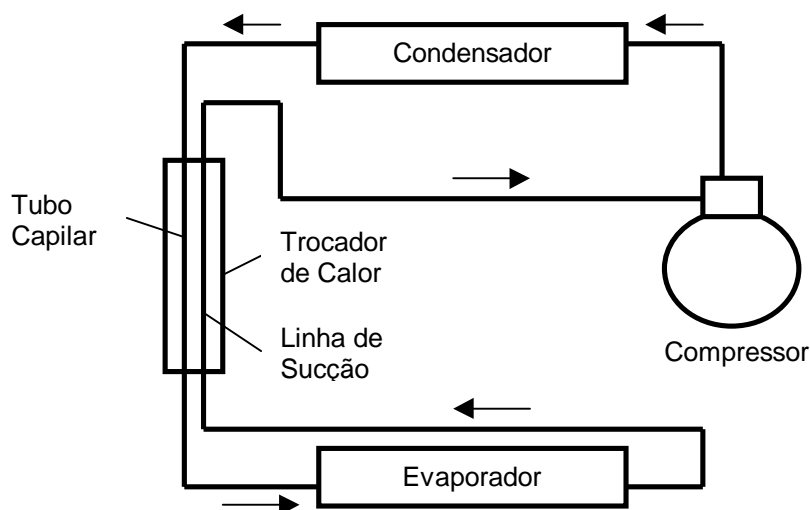 Condensador
Tubo
Capilar
Trocador
de Calor
Linha de
Sucção
Compressor
Evaporador